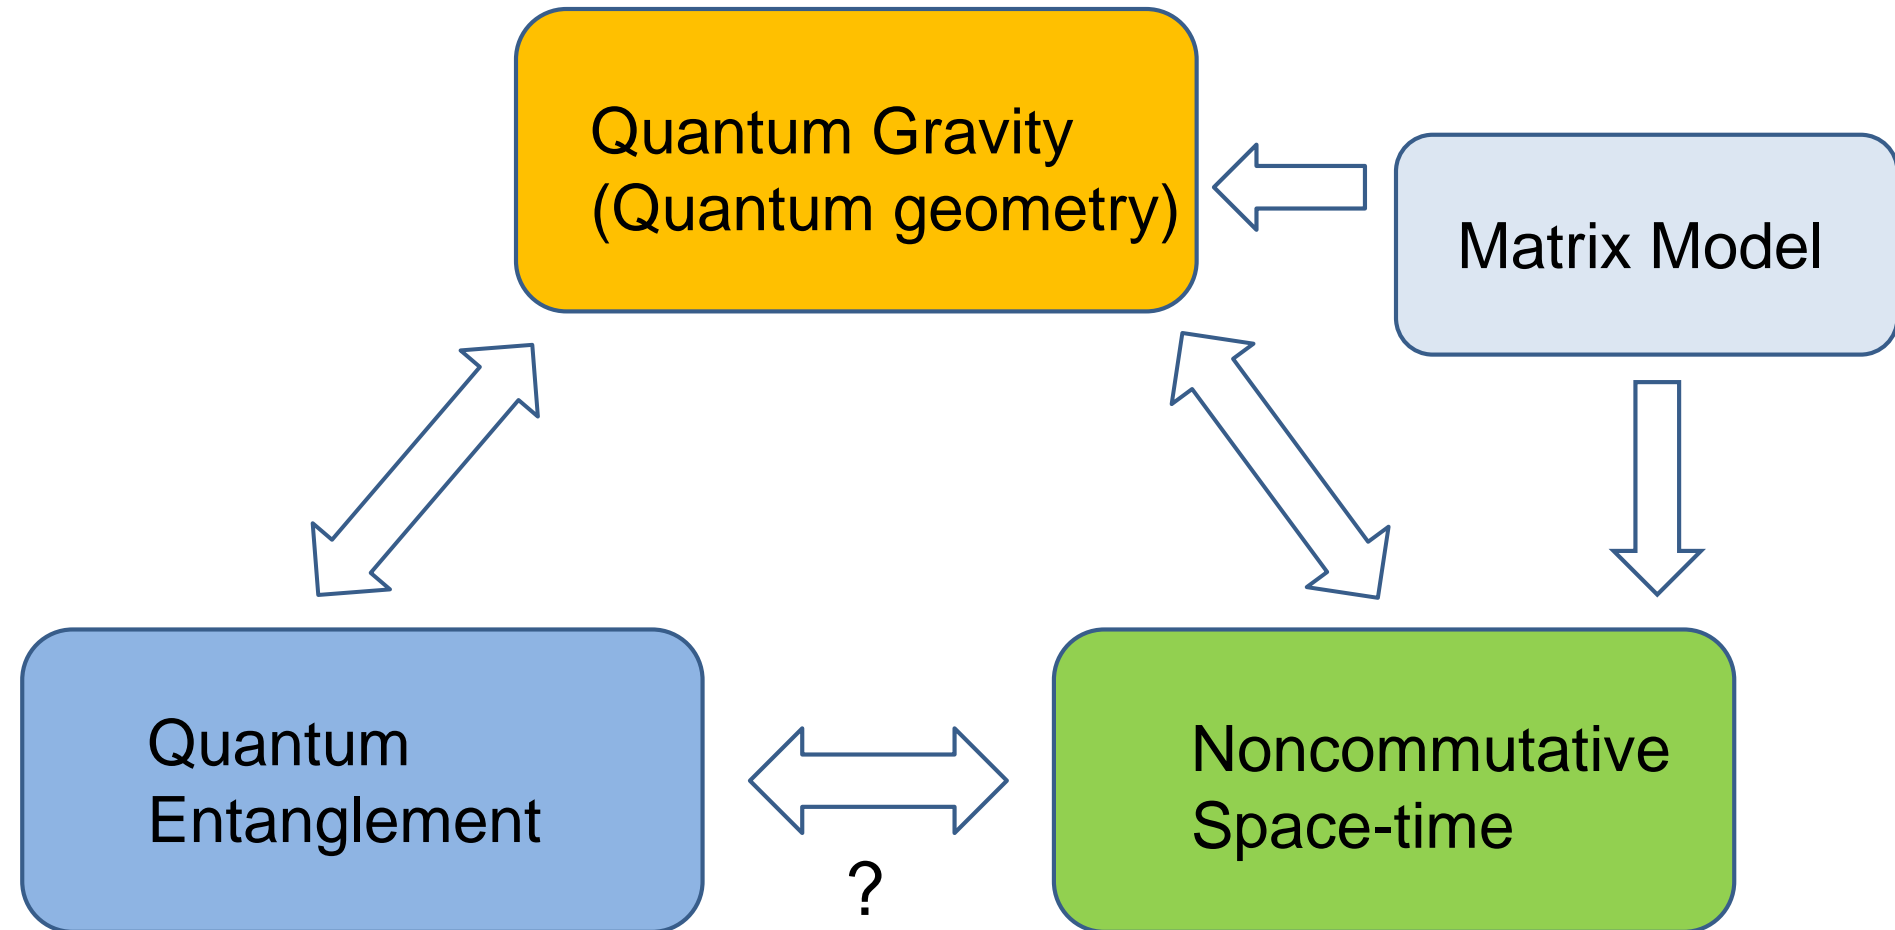 Quantum Gravity
(Quantum geometry)
Matrix Model
Quantum
Entanglement
Noncommutative
Space-time
?